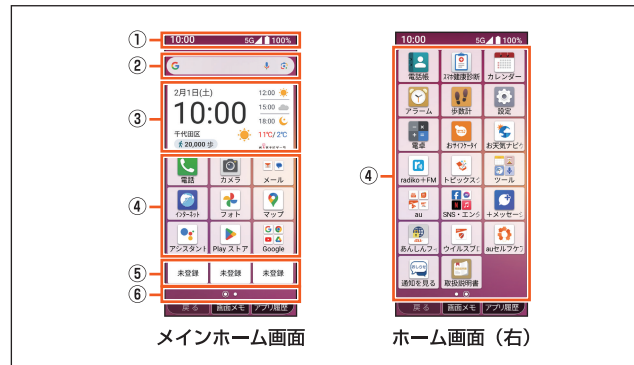 ①
10:00 5G 100%
②
G
③
2月1日(土)
12:00
10:00
15:00
18:00
千代田区
11℃/2℃
20,000 歩
④
電話 カメラ メール
インターネット フォト マップ
アシスタント Play ストア Google
⑤
未登録 未登録 未登録
⑥
戻る 画面メモ アプリ履歴
メインホーム画面
10:00 5G 100%
④
電話帳 スマホ健康診断 カレンダー
アラーム 歩数計 設定
電卓 おサイフケータイ お天気ナビ
radiko+FM トピックス ツール
au SNS・エンタ +メッセージ
あんしんフ ウイルスブ auセルフケア
通知を見る 取扱説明書
戻る 画面メモ アプリ履歴
ホーム画面（右）